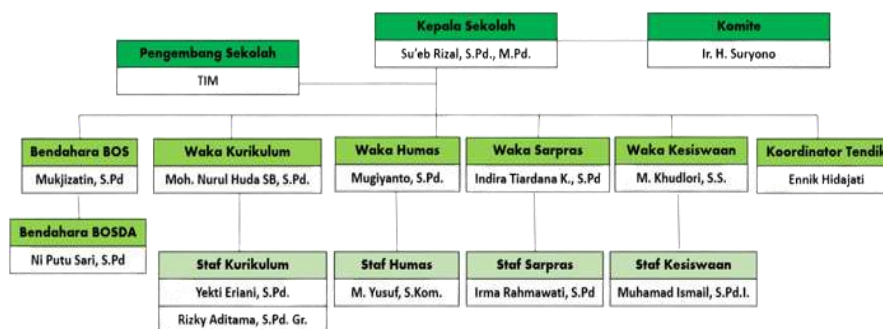 Kepala Sekolah
Su'eb Rizal, S.Pd., M.Pd.
Komite
Ir. H. Suryono
Pengembang Sekolah
TIM
Bendahara BOS
Mukjizatin, S.Pd
Waka Kurikulum
Moh. Nurul Huda SB, S.Pd.
Waka Humas
Mugiyanto, S.Pd.
Waka Sarpras
Indira Tiardana K., S.Pd
Waka Kesiswaan
M. Khudlori, S.S.
Koordinator Tendik
Ennik Hidajati
Bendahara BOSDA
Ni Putu Sari, S.Pd
Staf Kurikulum
Yekti Eriani, S.Pd.
Rizky Aditama, S.Pd. Gr.
Staf Humas
M. Yusuf, S.Kom.
Staf Sarpras
Irma Rahmawati, S.Pd
Staf Kesiswaan
Muhamad Ismail, S.Pd.I.